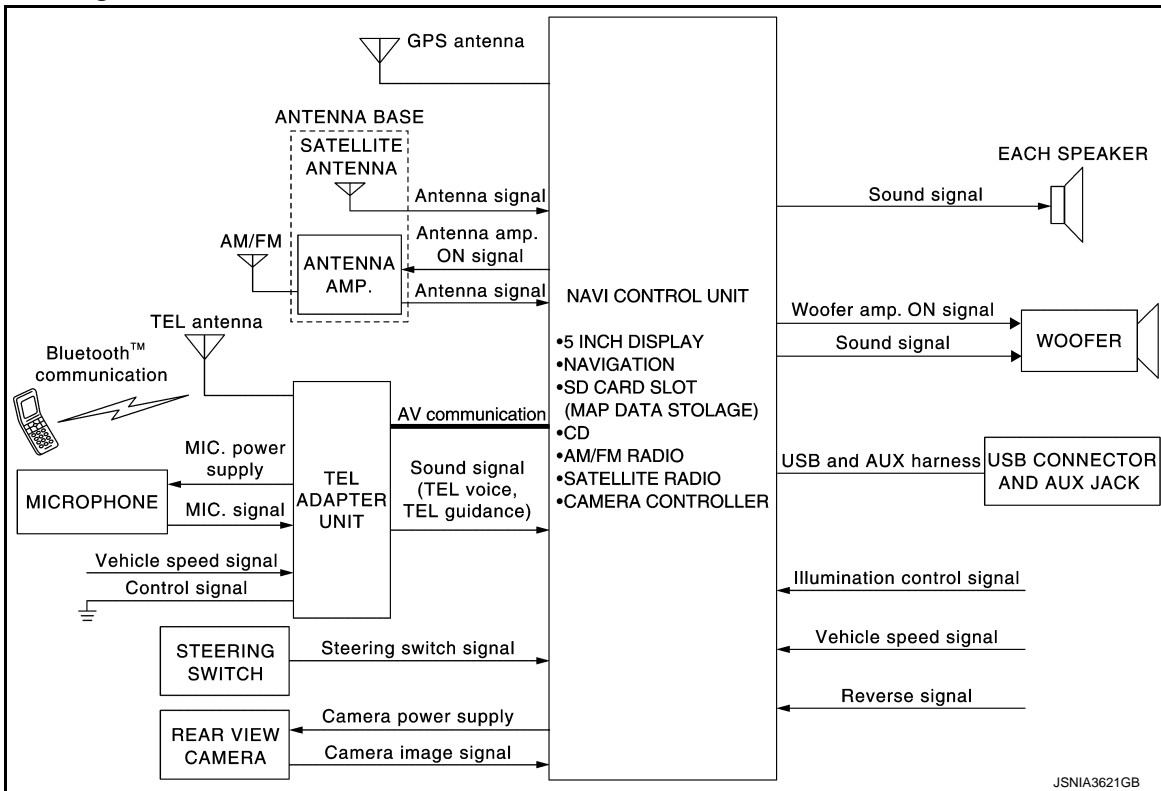 GPS antenna
ANTENNA BASE
SATELLITE
ANTENNA
Antenna signal
AM/FM
ANTENNA
AMP.
Antenna amp.
ON signal
Antenna signal
TEL antenna
Bluetooth™
communication
AV communication
MIC. power
supply
MICROPHONE
MIC. signal
TEL
ADAPTER
UNIT
Sound signal
(TEL voice,
TEL guidance)
Vehicle speed signal
Control signal
STEERING
SWITCH
Steering switch signal
REAR VIEW
CAMERA
Camera power supply
Camera image signal
NAVI CONTROL UNIT
•5 INCH DISPLAY
•NAVIGATION
•SD CARD SLOT
(MAP DATA STOLAGE)
•CD
•AM/FM RADIO
•SATELLITE RADIO
•CAMERA CONTROLLER
EACH SPEAKER
Sound signal
Woofer amp. ON signal
Sound signal
WOOFER
USB and AUX harness
USB CONNECTOR
AND AUX JACK
Illumination control signal
Vehicle speed signal
Reverse signal
JSNIA3621GB